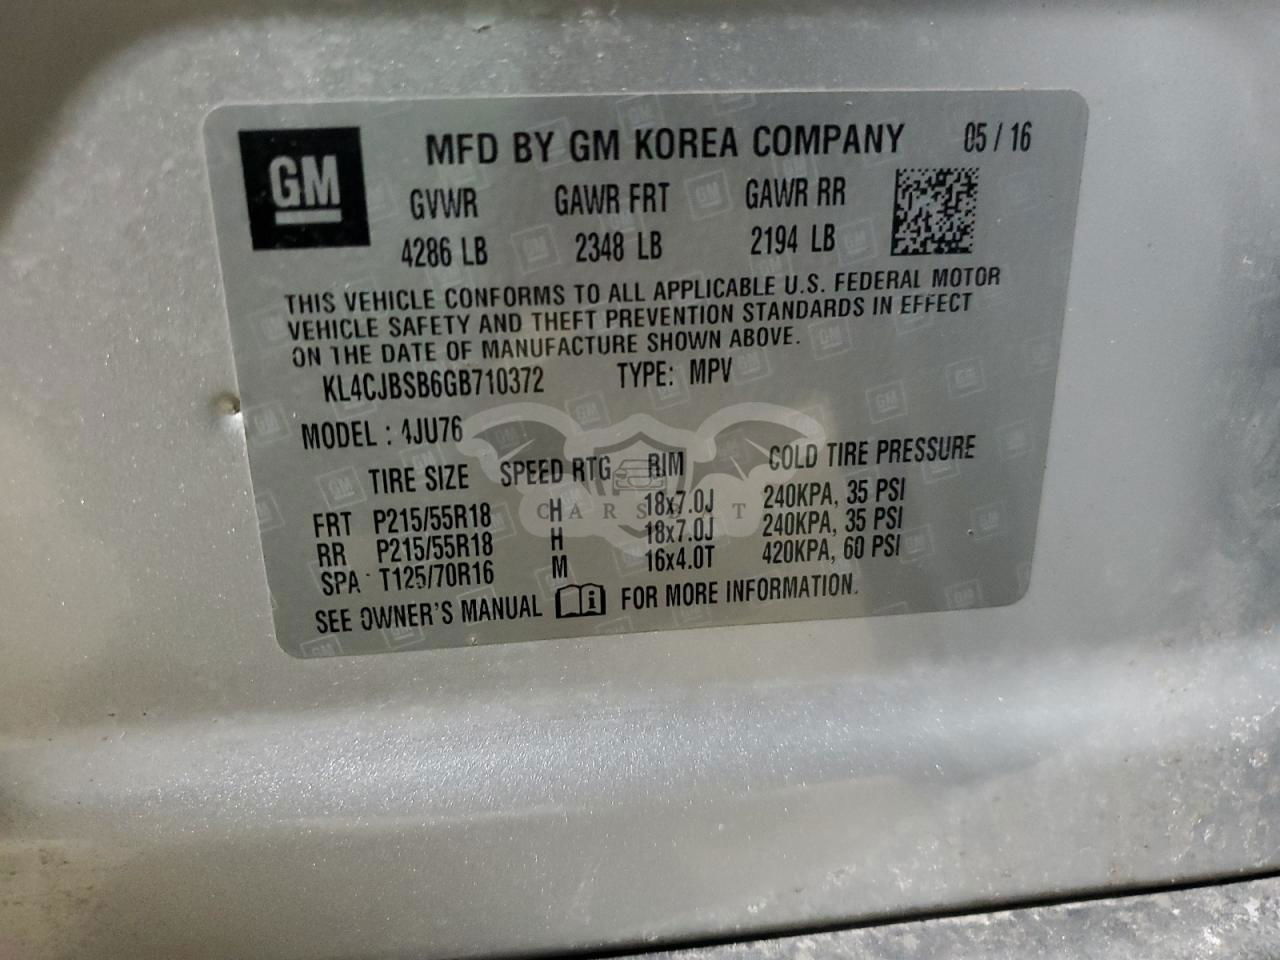 GM
MFD BY GM KOREA COMPANY 05 / 16
GVWR GAWR FRT GAWR RR
4286 LB 2348 LB 2194 LB
THIS VEHICLE CONFORMS TO ALL APPLICABLE U.S. FEDERAL MOTOR
VEHICLE SAFETY AND THEFT PREVENTION STANDARDS IN EFFECT
ON THE DATE OF MANUFACTURE SHOWN ABOVE.
KL4CJBSB6GB710372 TYPE: MPV
MODEL : 4JU76
TIRE SIZE SPEED RTG RIM COLD TIRE PRESSURE
FRT P215/55R18 H 18x7.0J 240KPA, 35 PSI
RR P215/55R18 H 18x7.0J 240KPA, 35 PSI
SPA T125/70R16 M 16x4.0T 420KPA, 60 PSI
SEE OWNER'S MANUAL i FOR MORE INFORMATION.
CARSBAT